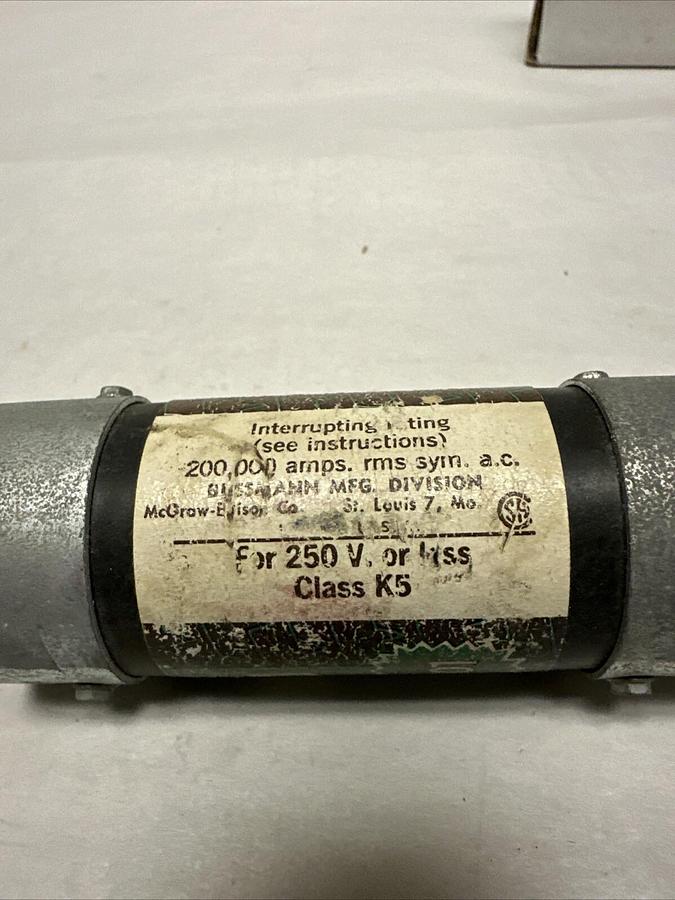 Interrupting
(see instructions)
200,000 amps. rms sym. a.c.
BUSSMANN MFG. DIVISION
McGraw-Edison Co St. Louis 7, Mo.
For 250 V. or less
Class K5